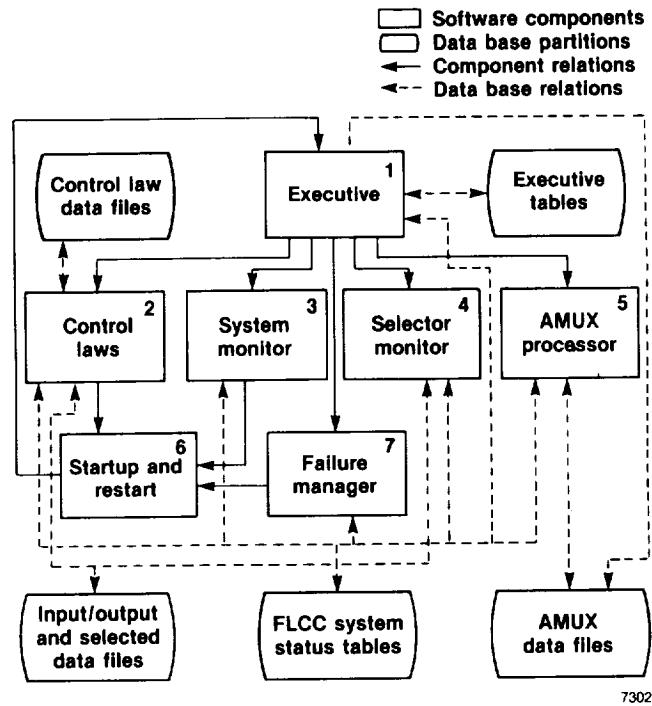 Software components
Data base partitions
Component relations
Data base relations
Control law
data files
1
Executive
Executive
tables
2
Control
laws
3
System
monitor
4
Selector
monitor
5
AMUX
processor
6
Startup and
restart
7
Failure
manager
Input/output
and selected
data files
FLCC system
status tables
AMUX
data files
7302